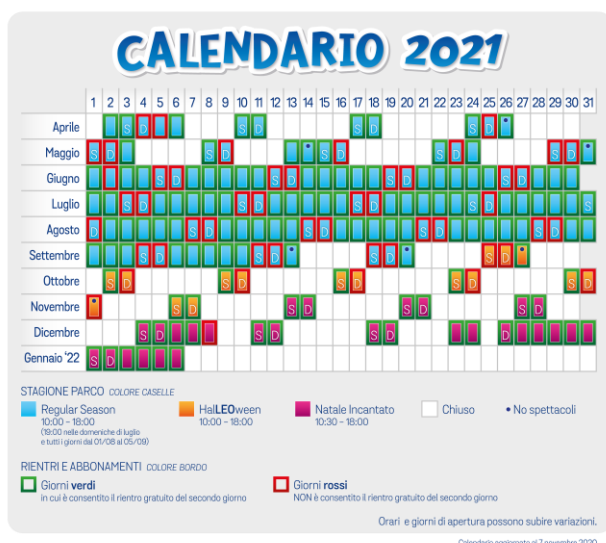 CALENDARIO 2021
1 2 3 4 5 6 7 8 9 10 11 12 13 14 15 16 17 18 19 20 21 22 23 24 25 26 27 28 29 30 31
Aprile S D S D S D S D •
Maggio S D S D • S D S D S D •
Giugno S D S D S D S D
Luglio S D S D S D S D S
Agosto D S D S D S D S D
Settembre S D S D • S D • S D •
Ottobre S D S D S D S D S D
Novembre • S D S D S D S D
Dicembre S D S D S D D
Gennaio '22 S D
STAGIONE PARCO COLORE CASELLE
Regular Season HalLEOween Natale Incantato Chiuso • No spettacoli
10:00 - 18:00 10:00 - 18:00 10:30 - 18:00
(19:00 nelle domeniche di luglio
e tutti i giorni dal 01/08 al 05/09)
RIENTRI E ABBONAMENTI COLORE BORDO
Giorni verdi Giorni rossi
in cui è consentito il rientro gratuito del secondo giorno NON è consentito il rientro gratuito del secondo giorno
Orari e giorni di apertura possono subire variazioni.
Calendario aggiornato al 7 novembre 2020